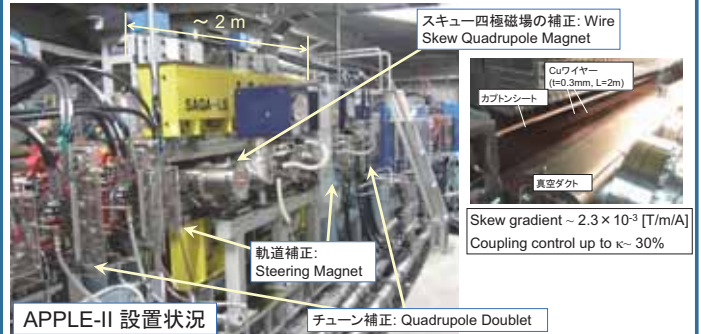 ~ 2 m
スキュー四極磁場の補正: Wire
Skew Quadrupole Magnet
SAGA-LS
Cuワイヤー
(t=0.3mm, L=2m)
カプトンシート
真空ダクト
Skew gradient ~ 2.3 × 10⁻³ [T/m/A]
Coupling control up to κ~ 30%
軌道補正:
Steering Magnet
APPLE-II 設置状況
チューン補正: Quadrupole Doublet